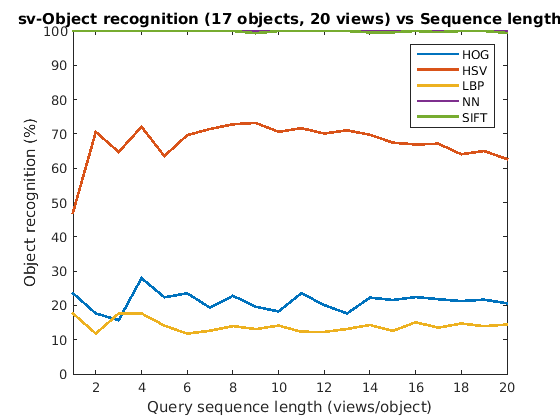 sv-Object recognition (17 objects, 20 views) vs Sequence length
100
90
80
70
60
50
40
30
20
10
0
Object recognition (%)
HOG
HSV
LBP
NN
SIFT
2 4 6 8 10 12 14 16 18 20
Query sequence length (views/object)